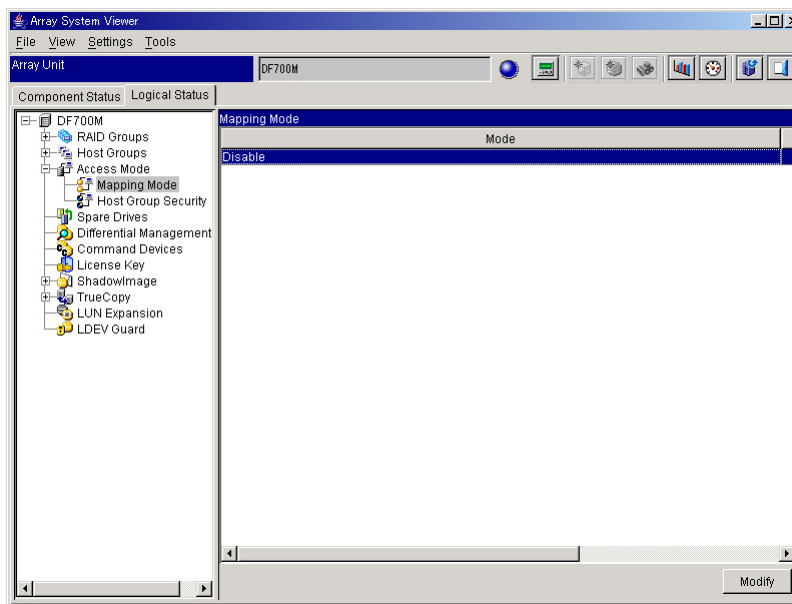 Array System Viewer
File View Settings Tools
Array Unit
DF700M
Component Status Logical Status
DF700M
RAID Groups
Host Groups
Access Mode
Mapping Mode
Host Group Security
Spare Drives
Differential Management
Command Devices
License Key
ShadowImage
TrueCopy
LUN Expansion
LDEV Guard
Mapping Mode
Mode
Disable
Modify